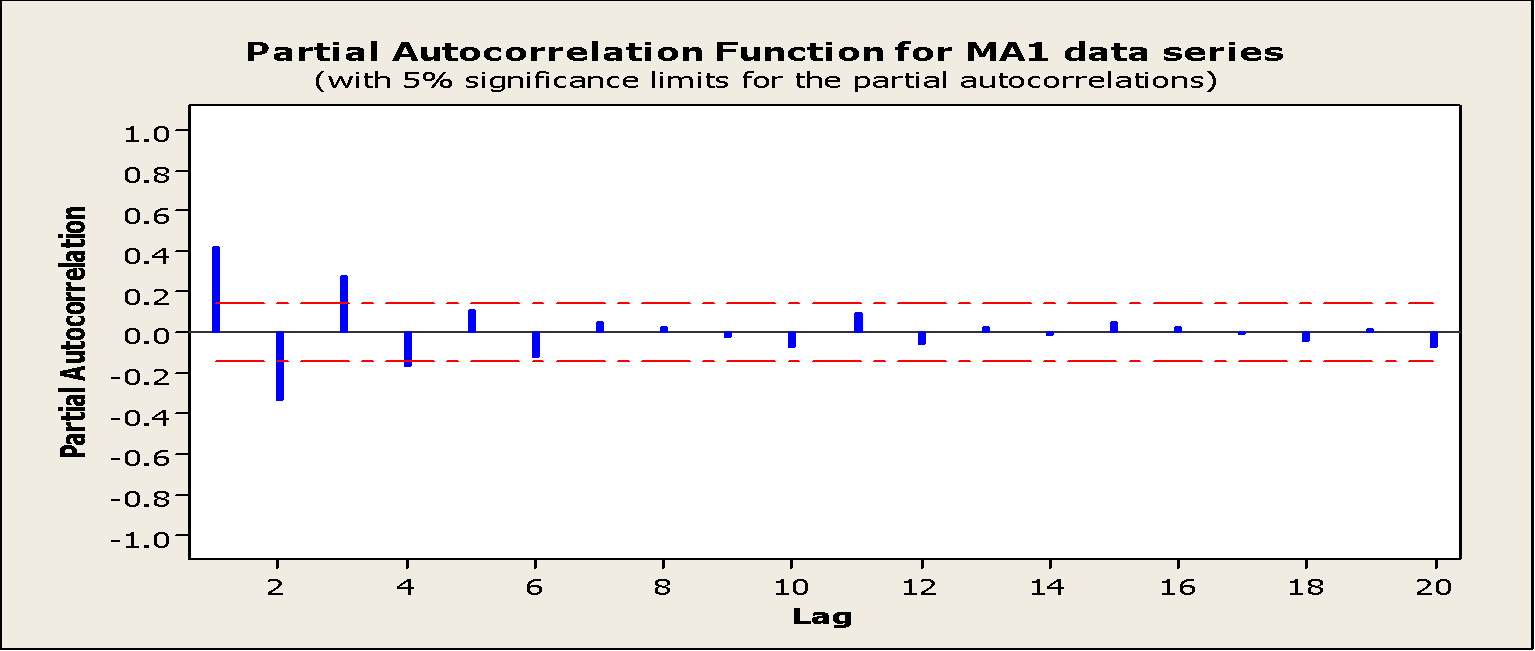 Partial Autocorrelation Function for MA1 data series
(with 5% significance limits for the partial autocorrelations)
Partial Autocorrelation
1.0
0.8
0.6
0.4
0.2
0.0
-0.2
-0.4
-0.6
-0.8
-1.0
2 4 6 8 10 12 14 16 18 20
Lag